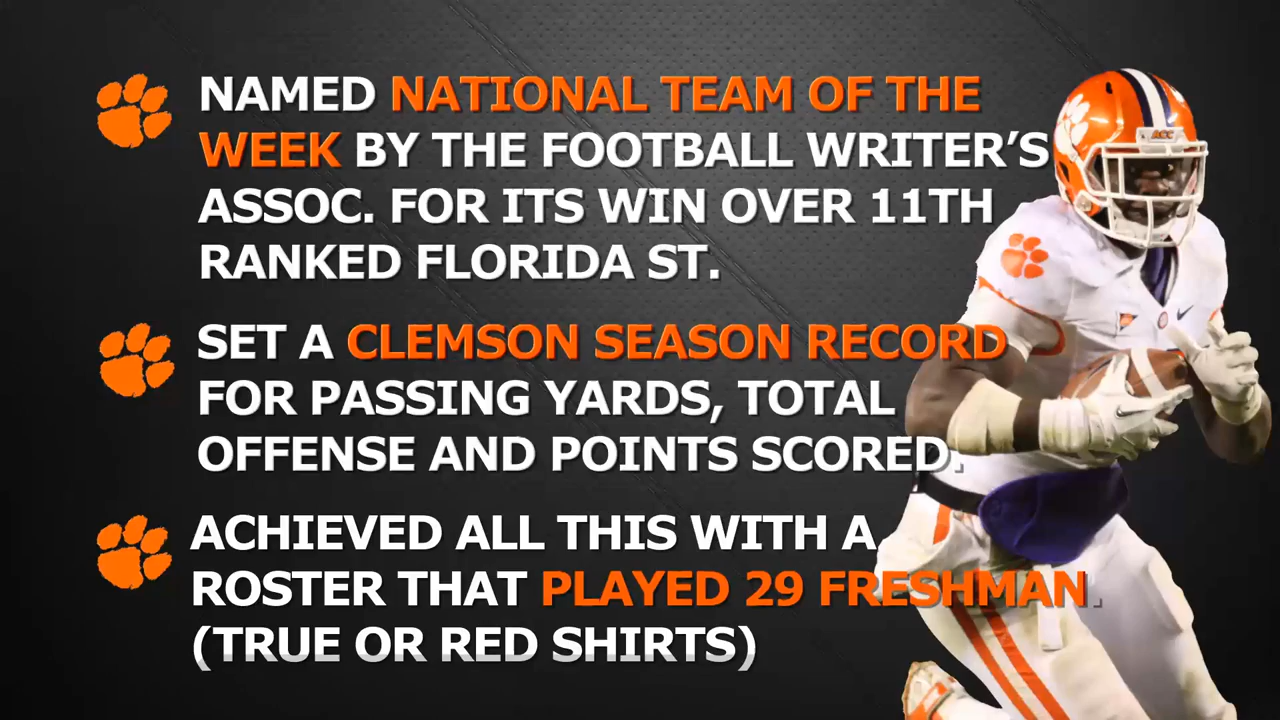 NAMED NATIONAL TEAM OF THE
WEEK BY THE FOOTBALL WRITER’S
ASSOC. FOR ITS WIN OVER 11TH
RANKED FLORIDA ST.
SET A CLEMSON SEASON RECORD
FOR PASSING YARDS, TOTAL
OFFENSE AND POINTS SCORED.
ACHIEVED ALL THIS WITH A
ROSTER THAT PLAYED 29 FRESHMAN.
(TRUE OR RED SHIRTS)
ACC